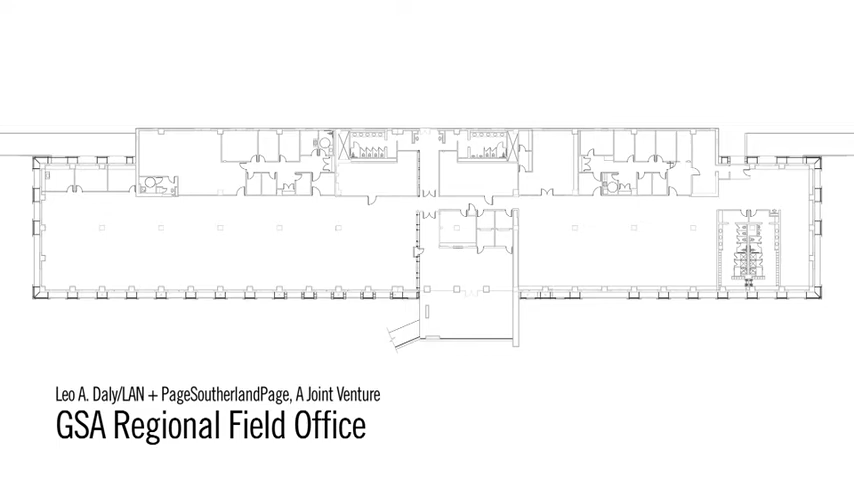 Leo A. Daly/LAN + PageSoutherlandPage, A Joint Venture
GSA Regional Field Office